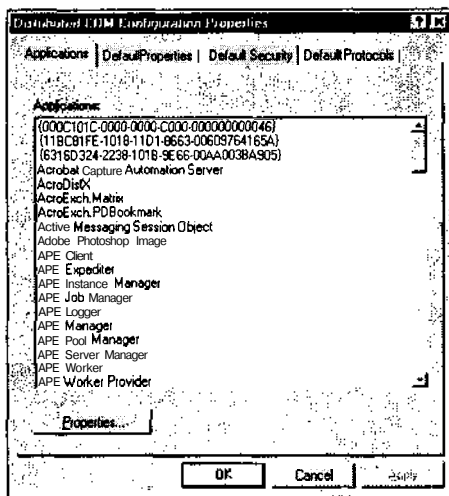 Distributed COM Configuration Properties
Applications DefaultProperties Default Security Default Protocols
Applications:
{000C101C-0000-0000-C000-000000000046}
{11BC81FE-1018-11D1-8663-00609764165A}
{6316D324-2238-101B-9E66-00AA003BA905}
Acrobat Capture Automation Server
AcroDistX
AcroExch.Matrix
AcroExch.PDBookmark
Active Messaging Session Object
Adobe Photoshop Image
APE Client
APE Expediter
APE Instance Manager
APE Job Manager
APE Logger
APE Manager
APE Pool Manager
APE Server Manager
APE Worker
APE Worker Provider
Properties...
OK Cancel Apply